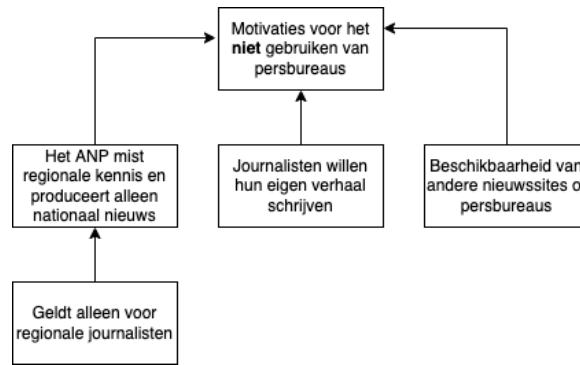 Motivaties voor het
niet gebruiken van
persbureaus
Het ANP mist
regionale kennis en
produceert alleen
nationaal nieuws
Journalisten willen
hun eigen verhaal
schrijven
Beschikbaarheid van
andere nieuwssites o
persbureaus
Geldt alleen voor
regionale journalisten